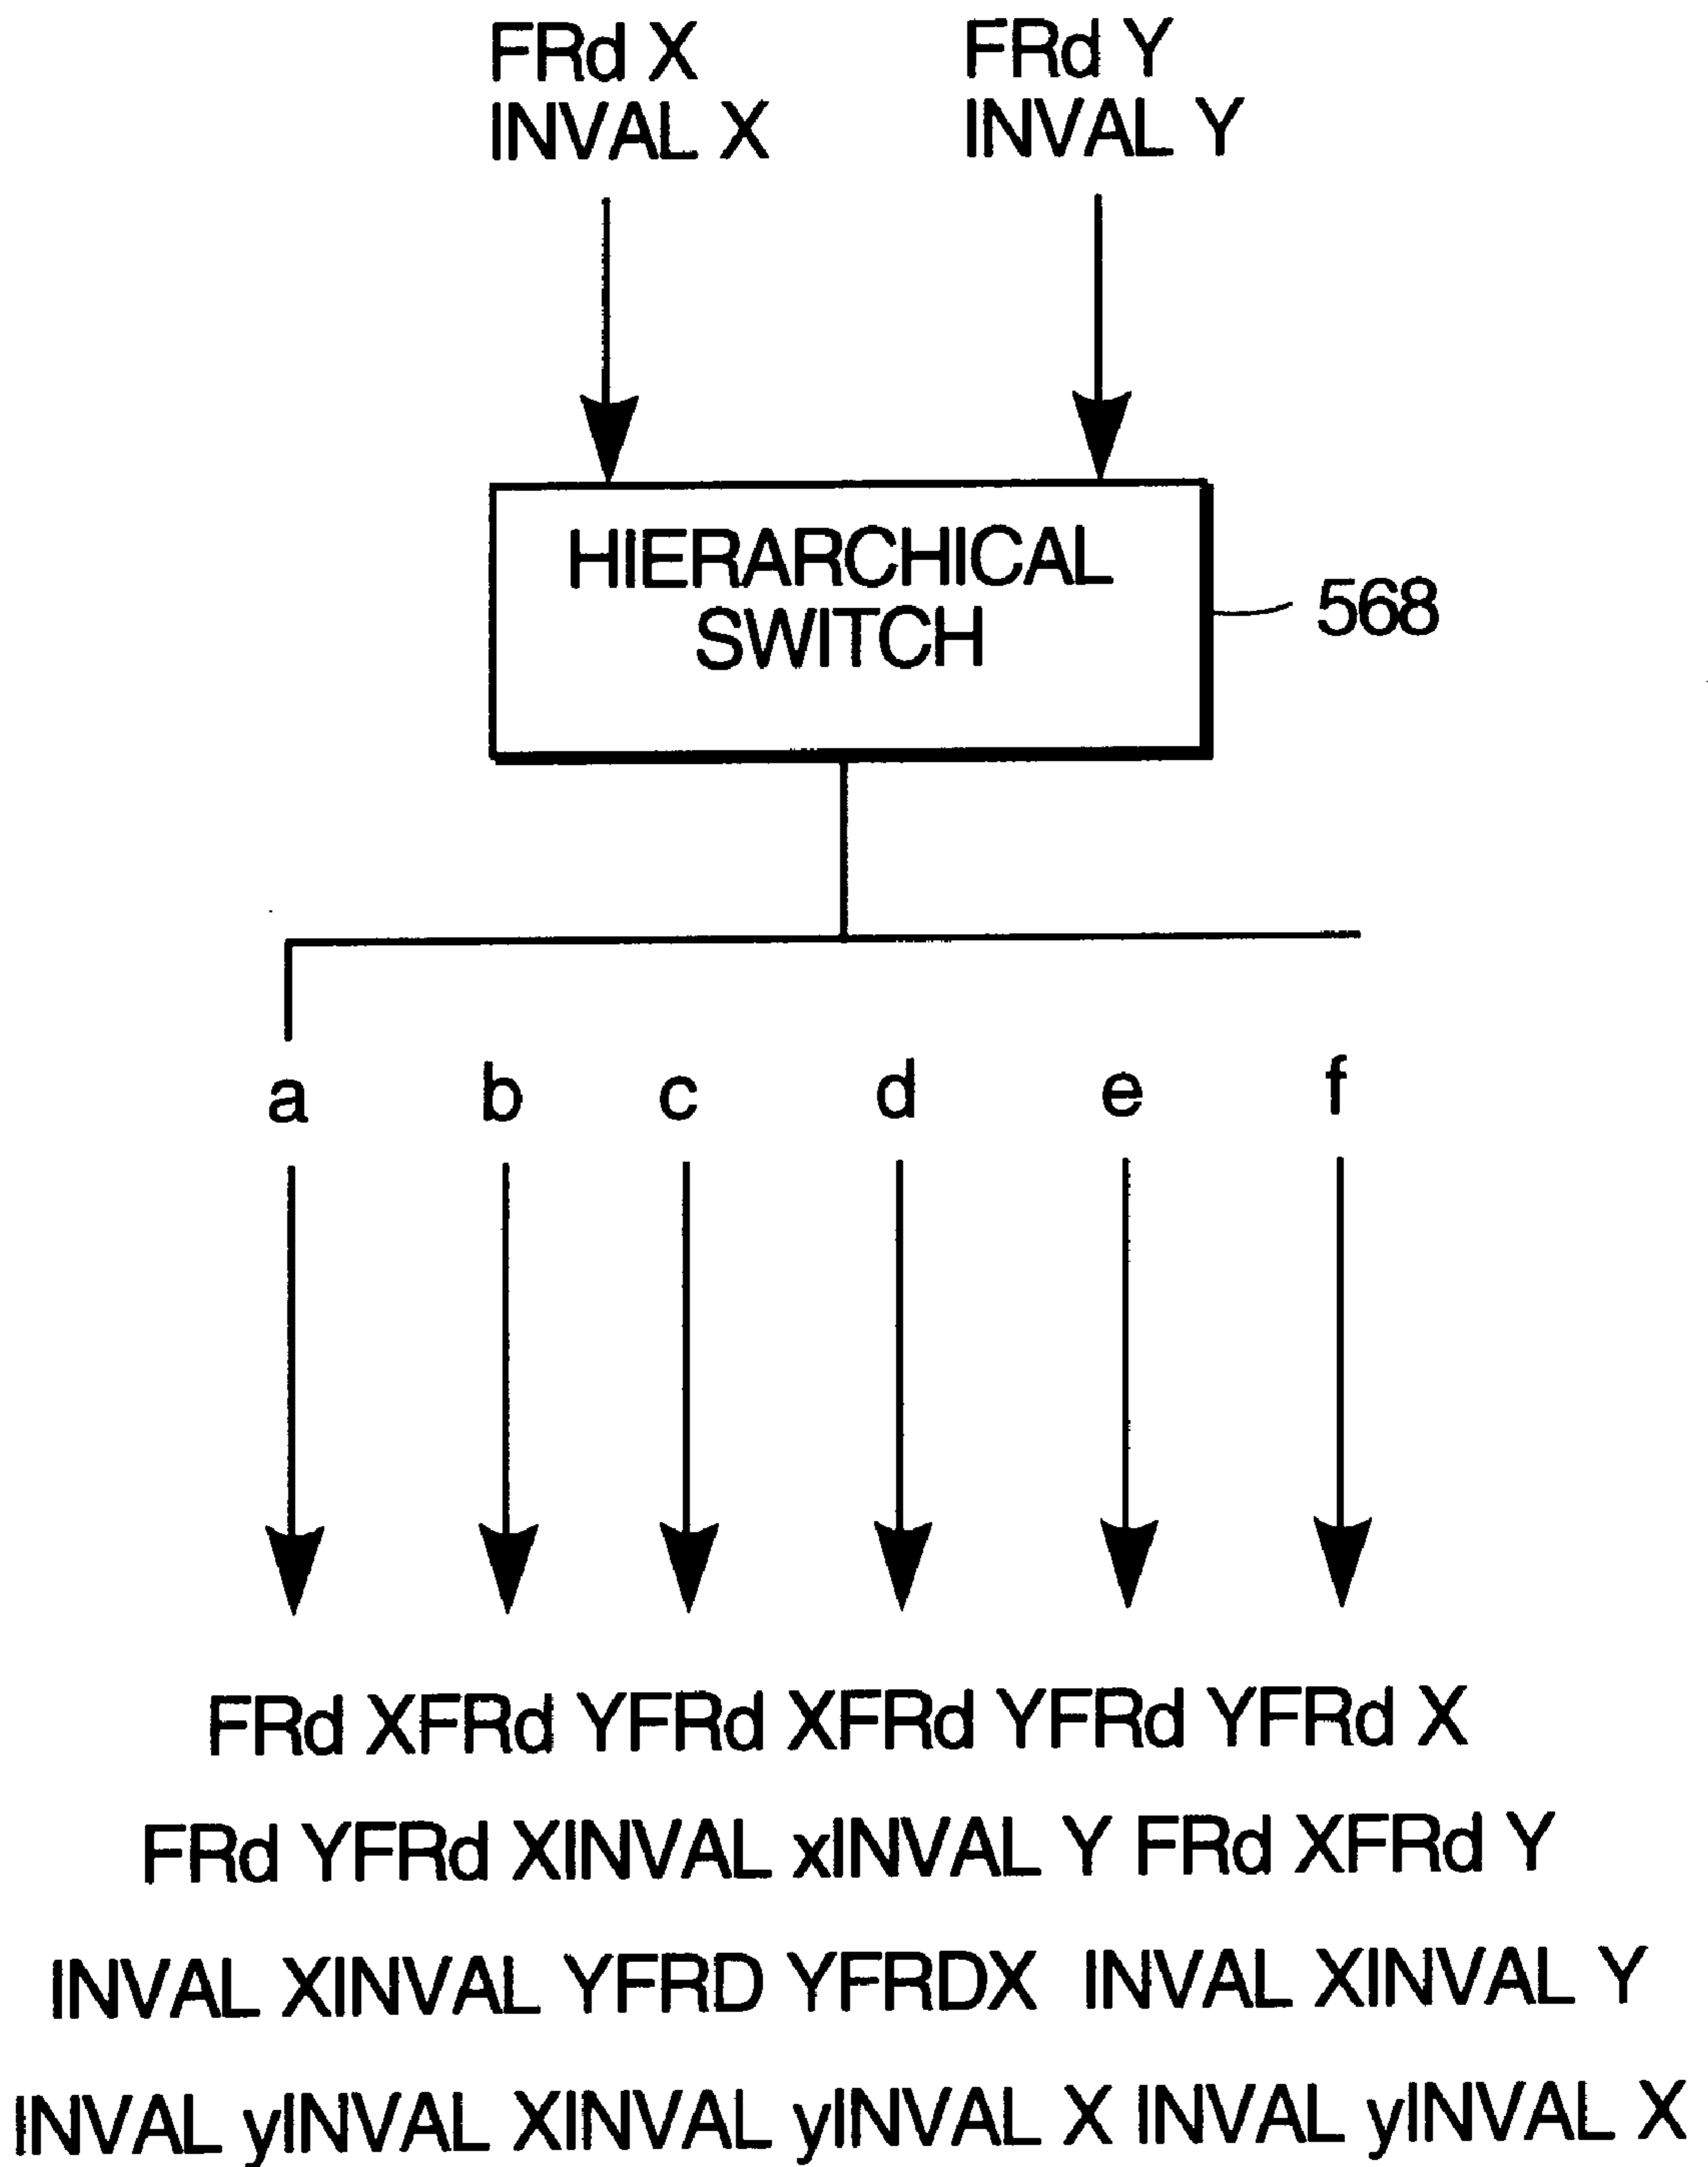 FRd X
INVAL X
FRd Y
INVAL Y
HIERARCHICAL
SWITCH
568
a b c d e f
FRd XFRd YFRd XFRd YFRd YFRd X
FRd YFRd XINVAL xINVAL Y FRd XFRd Y
INVAL XINVAL YFRD YFRDX INVAL XINVAL Y
INVAL yINVAL XINVAL yINVAL X INVAL yINVAL X